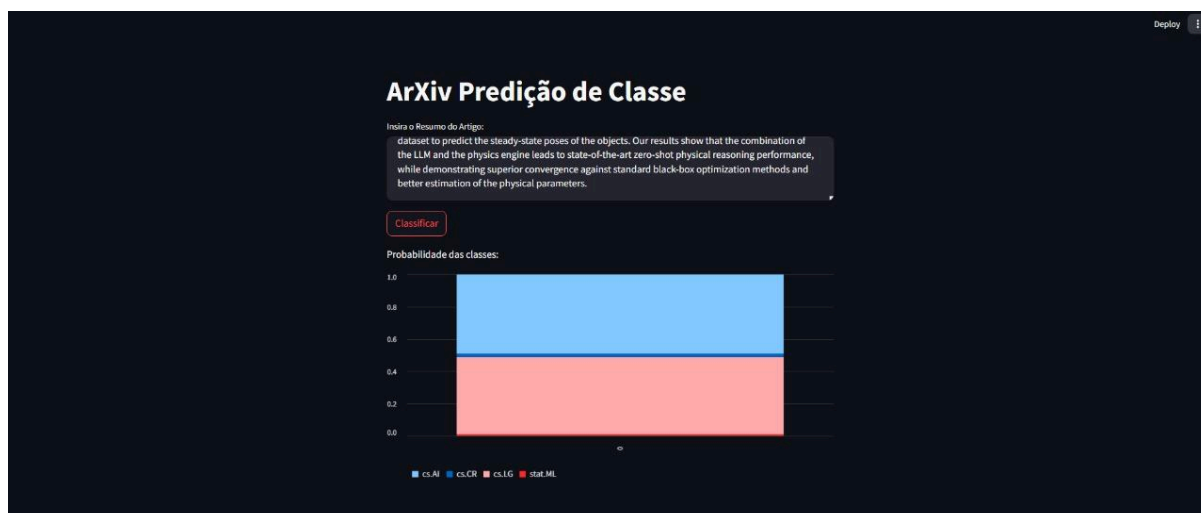 Deploy
ArXiv Predição de Classe
Insira o Resumo do Artigo:
dataset to predict the steady-state poses of the objects. Our results show that the combination of
the LLM and the physics engine leads to state-of-the-art zero-shot physical reasoning performance,
while demonstrating superior convergence against standard black-box optimization methods and
better estimation of the physical parameters.
Classificar
Probabilidade das classes:
1.0
0.8
0.6
0.4
0.2
0.0
0
cs.AI cs.CR cs.LG stat.ML